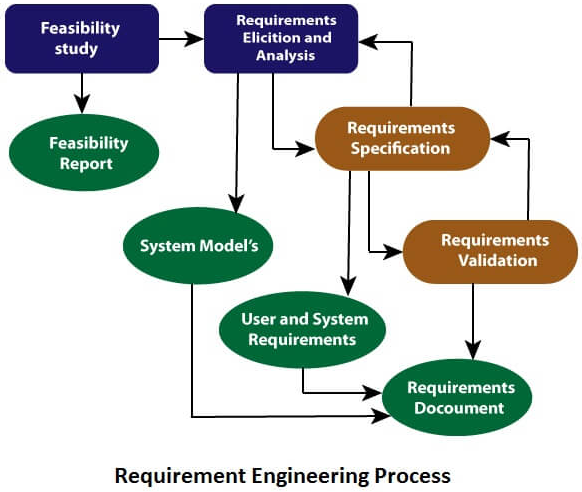 Feasibility
study
Requirements
Elicition and
Analysis
Feasibility
Report
Requirements
Specification
System Model's
Requirements
Validation
User and System
Requirements
Requirements
Docoument
Requirement Engineering Process